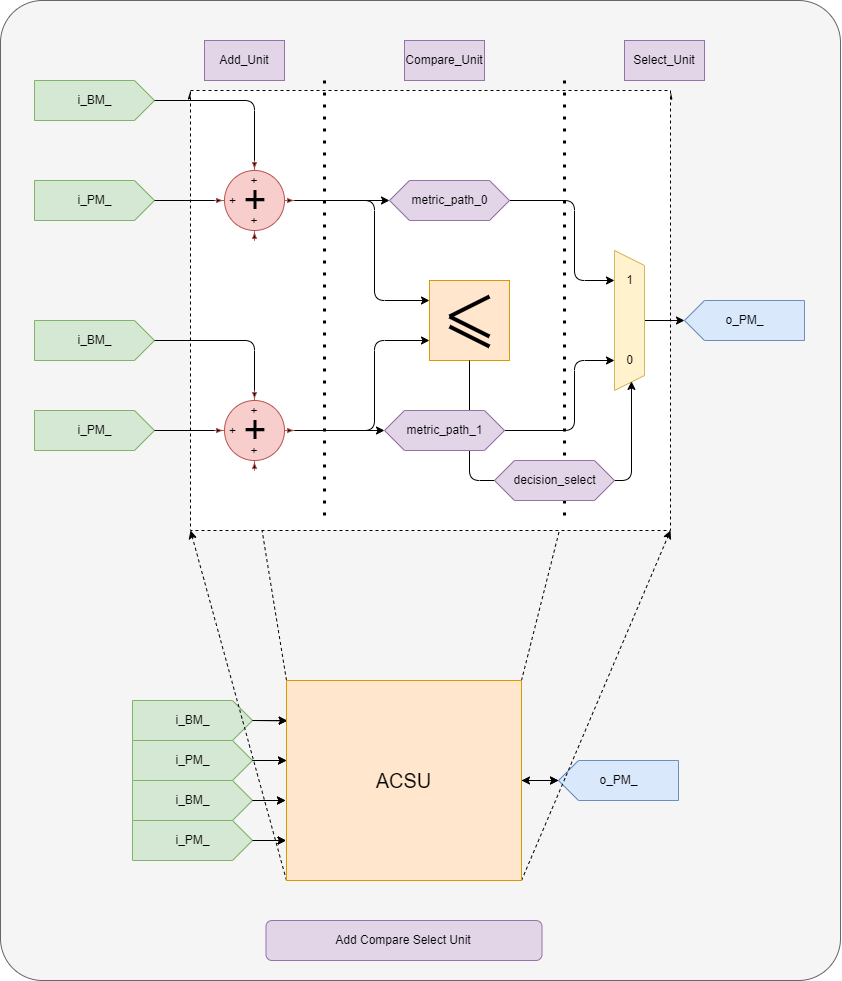 Add_Unit
Compare_Unit
Select_Unit
i_BM_
+
i_PM_
+ +
+
metric_path_0
1
≤
o_PM_
i_BM_
0
+
i_PM_
+ +
+
metric_path_1
decision_select
i_BM_
i_PM_
ACSU
o_PM_
i_BM_
i_PM_
Add Compare Select Unit